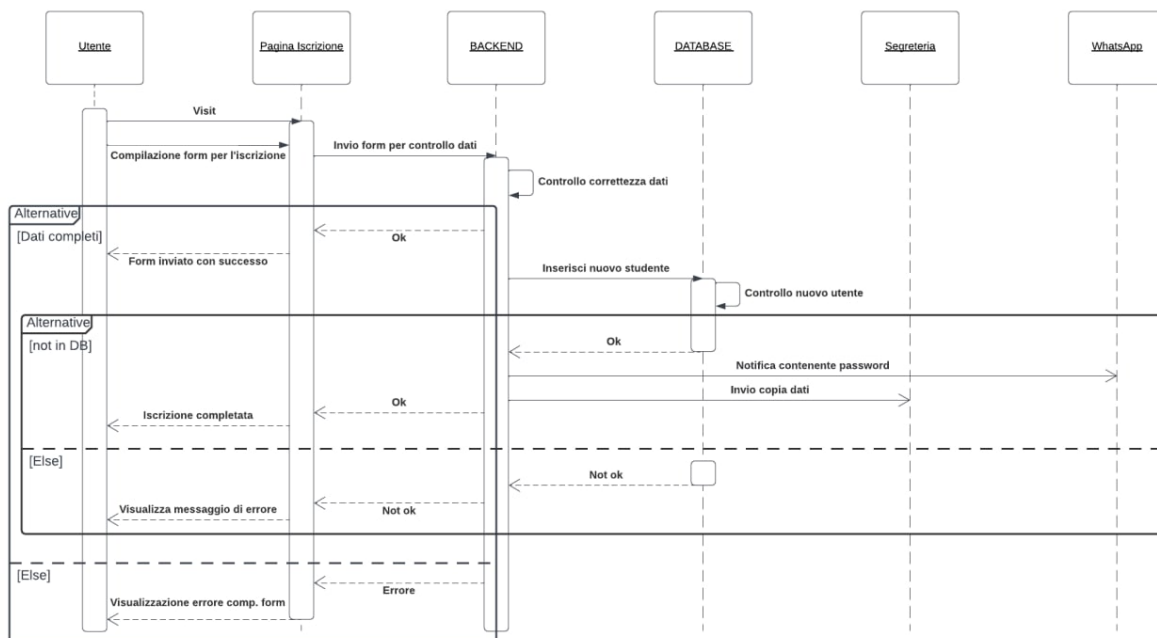 Utente
Pagina Iscrizione
BACKEND
DATABASE
Segreteria
WhatsApp
Visit
Compilazione form per l'iscrizione
Invio form per controllo dati
Controllo correttezza dati
Alternative
[Dati completi]
Ok
Form inviato con successo
Inserisci nuovo studente
Controllo nuovo utente
Alternative
[not in DB]
Ok
Notifica contenente password
Invio copia dati
Ok
Iscrizione completata
[Else]
Not ok
Not ok
Visualizza messaggio di errore
[Else]
Errore
Visualizzazione errore comp. form